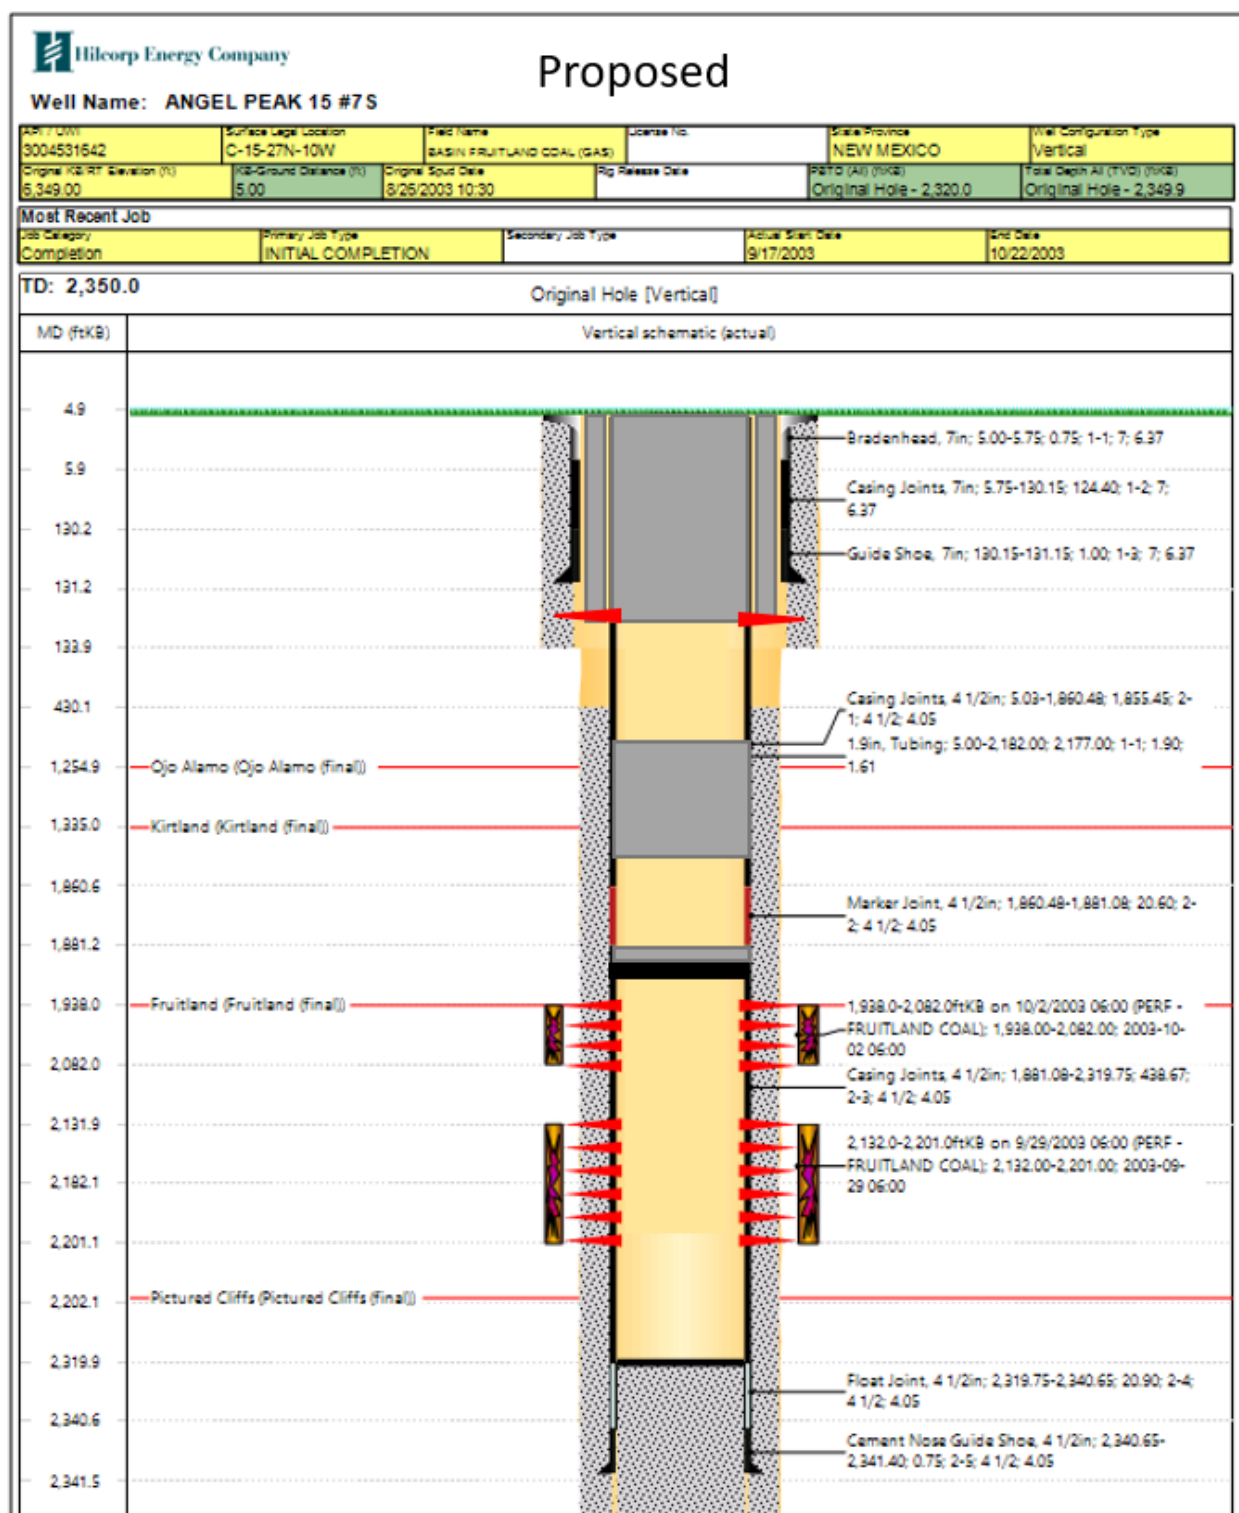 Hilcorp Energy Company
Proposed
Well Name: ANGEL PEAK 15 #7S
API / UWI
Surface Legal Location
Field Name
License No.
State/Province
Well Configuration Type
3004531642
C-15-27N-10W
BASIN FRUITLAND COAL (GAS)
NEW MEXICO
Vertical
Original KB/RT Elevation (ft)
KB-Ground Distance (ft)
Original Spud Date
Rig Release Date
PBTD (All) (ftKB)
Total Depth All (TVD) (ftKB)
6,349.00
5.00
8/26/2003 10:30
Original Hole - 2,320.0
Original Hole - 2,349.9
Most Recent Job
Job Category
Primary Job Type
Secondary Job Type
Actual Start Date
End Date
Completion
INITIAL COMPLETION
9/17/2003
10/22/2003
TD: 2,350.0
Original Hole [Vertical]
MD (ftKB)
Vertical schematic (actual)
4.9
Bradenhead, 7in; 5.00-5.75; 0.75; 1-1; 7; 6.37
5.9
Casing Joints, 7in; 5.75-130.15; 124.40; 1-2; 7;
6.37
130.2
Guide Shoe, 7in; 130.15-131.15; 1.00; 1-3; 7; 6.37
131.2
133.9
430.1
Casing Joints, 4 1/2in; 5.03-1,860.48; 1,855.45; 2-
1; 4 1/2; 4.05
1.9in, Tubing; 5.00-2,182.00; 2,177.00; 1-1; 1.90;
1.61
1,254.9
Ojo Alamo (Ojo Alamo (final))
1,335.0
Kirtland (Kirtland (final))
1,860.6
Marker Joint, 4 1/2in; 1,860.48-1,881.08; 20.60; 2-
2; 4 1/2; 4.05
1,881.2
1,938.0
Fruitland (Fruitland (final))
1,938.0-2,082.0ftKB on 10/2/2003 06:00 (PERF -
FRUITLAND COAL); 1,938.00-2,082.00; 2003-10-
02 06:00
2,082.0
Casing Joints, 4 1/2in; 1,881.08-2,319.75; 438.67;
2-3; 4 1/2; 4.05
2,131.9
2,132.0-2,201.0ftKB on 9/29/2003 06:00 (PERF -
FRUITLAND COAL); 2,132.00-2,201.00; 2003-09-
29 06:00
2,182.1
2,201.1
2,202.1
Pictured Cliffs (Pictured Cliffs (final))
2,319.9
Float Joint, 4 1/2in; 2,319.75-2,340.65; 20.90; 2-4;
4 1/2; 4.05
2,340.6
Cement Nose Guide Shoe, 4 1/2in; 2,340.65-
2,341.40; 0.75; 2-5; 4 1/2; 4.05
2,341.5